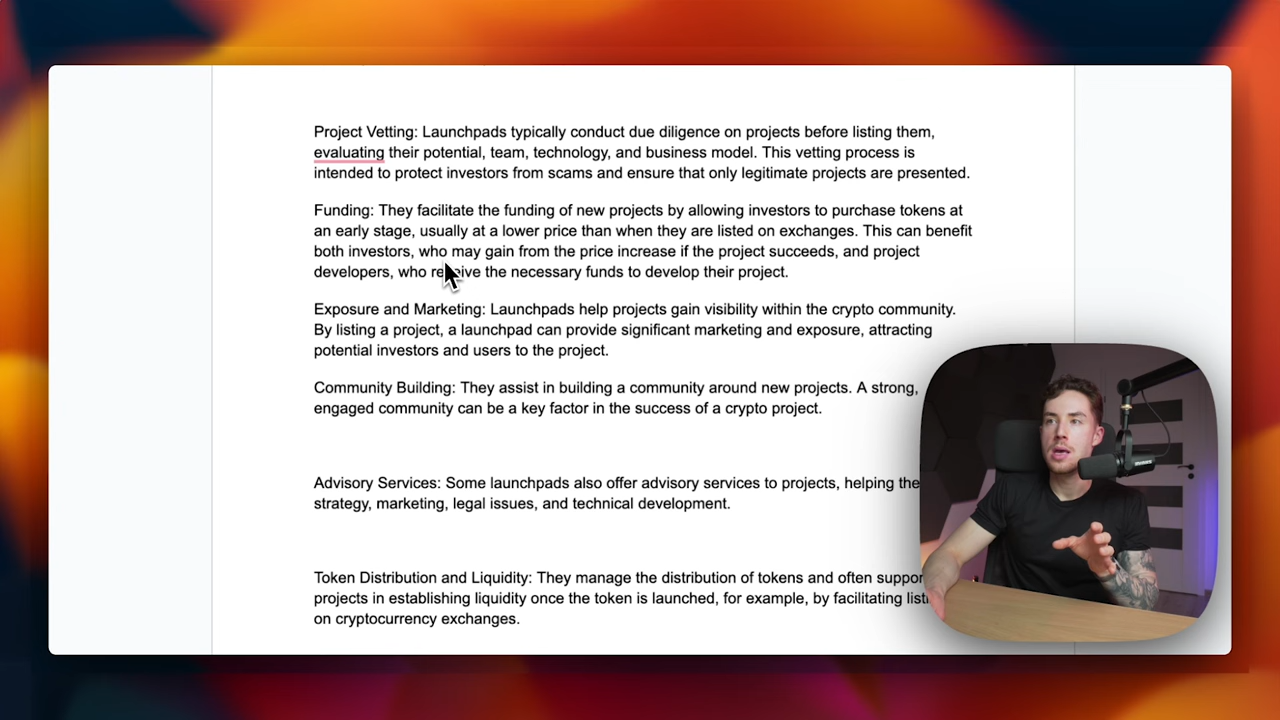 Project Vetting: Launchpads typically conduct due diligence on projects before listing them,
evaluating their potential, team, technology, and business model. This vetting process is
intended to protect investors from scams and ensure that only legitimate projects are presented.
Funding: They facilitate the funding of new projects by allowing investors to purchase tokens at
an early stage, usually at a lower price than when they are listed on exchanges. This can benefit
both investors, who may gain from the price increase if the project succeeds, and project
developers, who receive the necessary funds to develop their project.
Exposure and Marketing: Launchpads help projects gain visibility within the crypto community.
By listing a project, a launchpad can provide significant marketing and exposure, attracting
potential investors and users to the project.
Community Building: They assist in building a community around new projects. A strong,
engaged community can be a key factor in the success of a crypto project.
Advisory Services: Some launchpads also offer advisory services to projects, helping
strategy, marketing, legal issues, and technical development.
Token Distribution and Liquidity: They manage the distribution of tokens and often
projects in establishing liquidity once the token is launched, for example, by facilitating
on cryptocurrency exchanges.